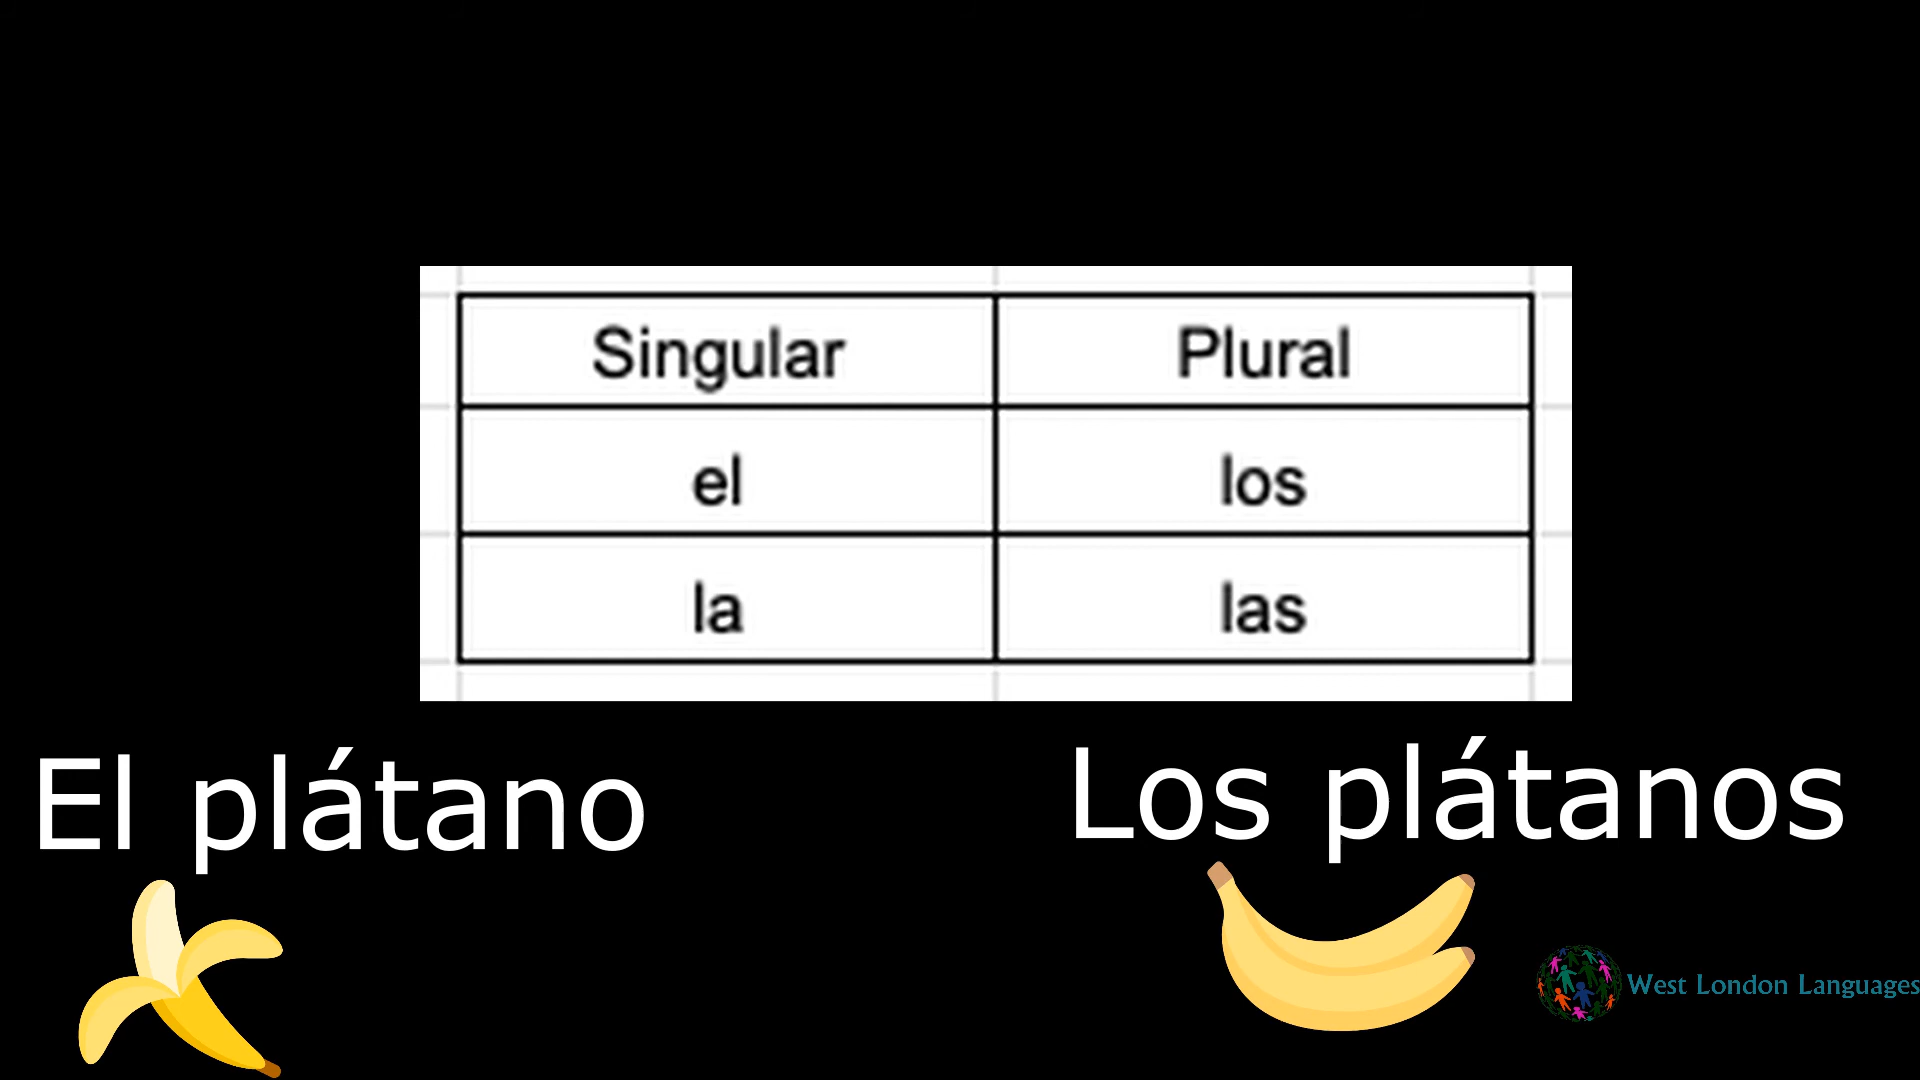 Singular Plural
el los
la las
El plátano Los plátanos
West London Languages